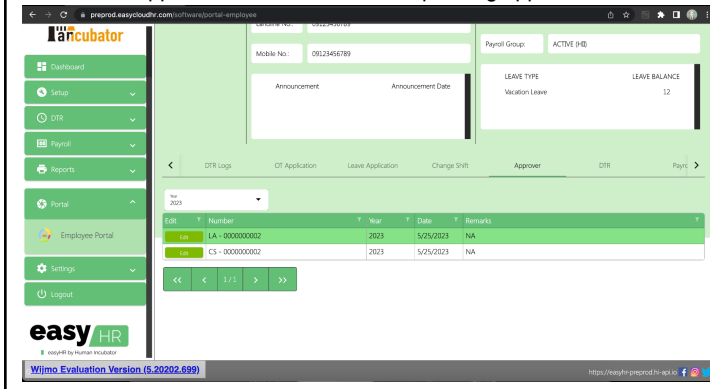 preprod.easycloudhr.com/software/portal-employee
incubator
Mobile No.: 09123456789
Payroll Group: ACTIVE (HI)
Announcement Announcement Date
LEAVE TYPE LEAVE BALANCE
Vacation Leave 12
Dashboard
Setup
DTR
Payroll
Reports
Portal
Employee Portal
Settings
Logout
DTR Logs OT Application Leave Application Change Shift Approver DTR
Year
2023
Edit Number Year Date Remarks
Edit LA - 0000000002 2023 5/25/2023 NA
Edit CS - 0000000002 2023 5/25/2023 NA
<< < 1 / 1 > >>
easy HR
easyHR by Human Incubator
Wijmo Evaluation Version (5.20202.699)
https://easyhr-preprod.hi-api.io